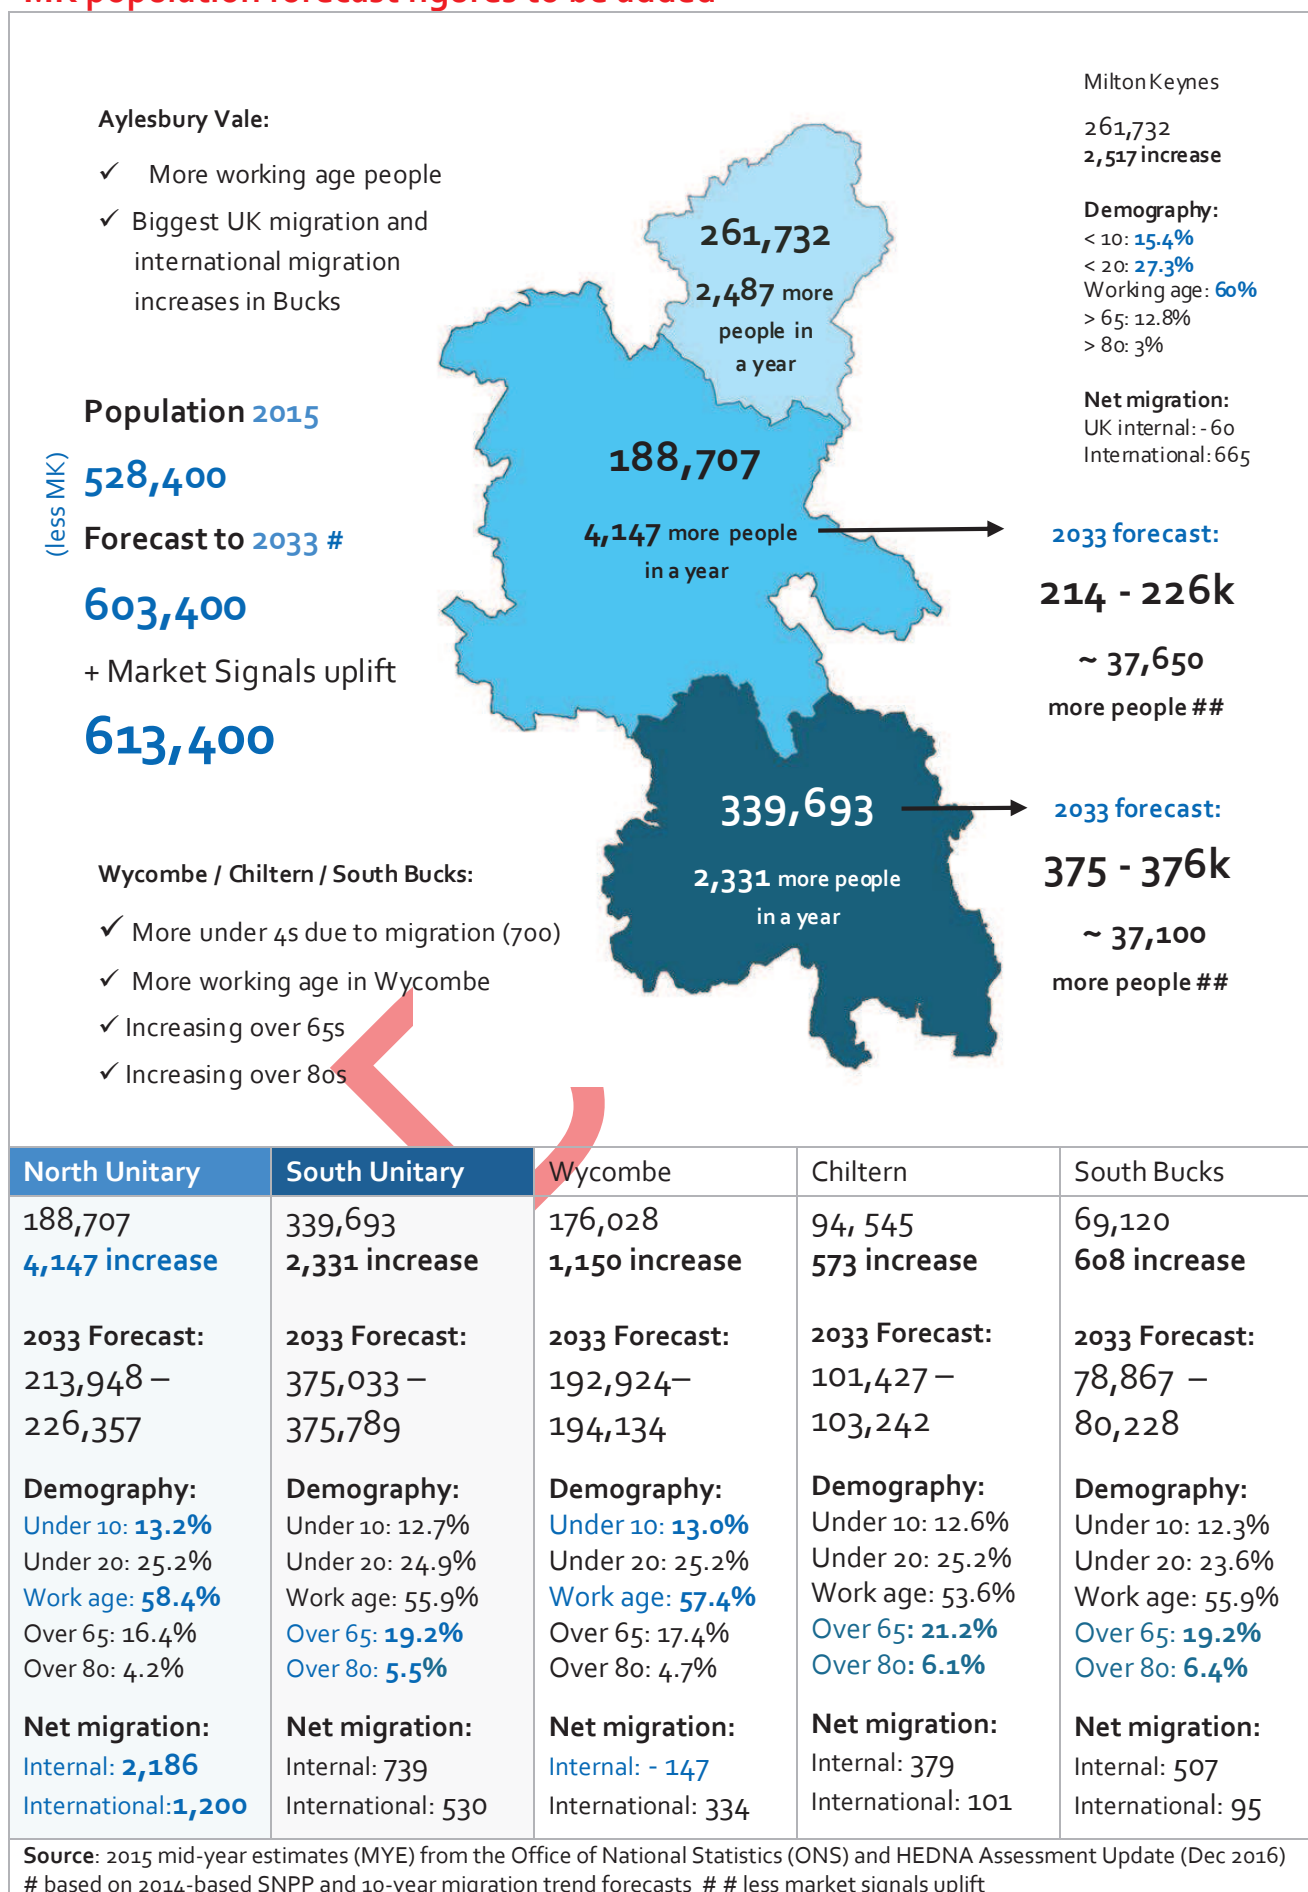 MK population forecast figures to be added
Aylesbury Vale:
✓ More working age people
✓ Biggest UK migration and
international migration
increases in Bucks
Milton Keynes
261,732
2,517 increase
Demography:
< 10: 15.4%
< 20: 27.3%
Working age: 60%
> 65: 12.8%
> 80: 3%
Net migration:
UK internal: - 60
International: 665
261,732
2,487 more
people in
a year
Population 2015
(less MK)
528,400
Forecast to 2033 #
603,400
+ Market Signals uplift
613,400
188,707
4,147 more people
in a year
2033 forecast:
214 - 226k
~ 37,650
more people ##
339,693
2,331 more people
in a year
2033 forecast:
375 - 376k
~ 37,100
more people ##
Wycombe / Chiltern / South Bucks:
✓ More under 4s due to migration (700)
✓ More working age in Wycombe
✓ Increasing over 65s
✓ Increasing over 80s
North Unitary
188,707
4,147 increase
2033 Forecast:
213,948 –
226,357
Demography:
Under 10: 13.2%
Under 20: 25.2%
Work age: 58.4%
Over 65: 16.4%
Over 80: 4.2%
Net migration:
Internal: 2,186
International:1,200
South Unitary
339,693
2,331 increase
2033 Forecast:
375,033 –
375,789
Demography:
Under 10: 12.7%
Under 20: 24.9%
Work age: 55.9%
Over 65: 19.2%
Over 80: 5.5%
Net migration:
Internal: 739
International: 530
Wycombe
176,028
1,150 increase
2033 Forecast:
192,924–
194,134
Demography:
Under 10: 13.0%
Under 20: 25.2%
Work age: 57.4%
Over 65: 17.4%
Over 80: 4.7%
Net migration:
Internal: - 147
International: 334
Chiltern
94, 545
573 increase
2033 Forecast:
101,427 –
103,242
Demography:
Under 10: 12.6%
Under 20: 25.2%
Work age: 53.6%
Over 65: 21.2%
Over 80: 6.1%
Net migration:
Internal: 379
International: 101
South Bucks
69,120
608 increase
2033 Forecast:
78,867 –
80,228
Demography:
Under 10: 12.3%
Under 20: 23.6%
Work age: 55.9%
Over 65: 19.2%
Over 80: 6.4%
Net migration:
Internal: 507
International: 95
Source: 2015 mid-year estimates (MYE) from the Office of National Statistics (ONS) and HEDNA Assessment Update (Dec 2016)
# based on 2014-based SNPP and 10-year migration trend forecasts # # less market signals uplift